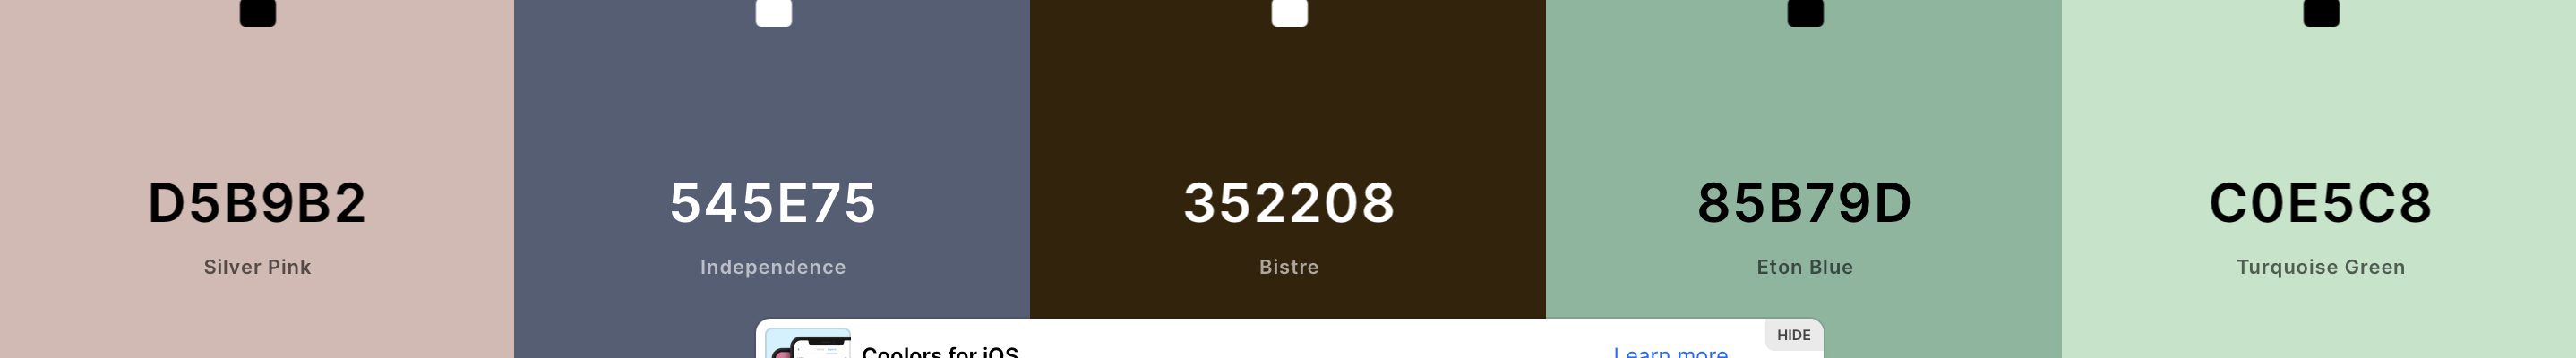 D5B9B2
Silver Pink
545E75
Independence
352208
Bistre
85B79D
Eton Blue
C0E5C8
Turquoise Green
HIDE
Coolors for iOS
Learn more